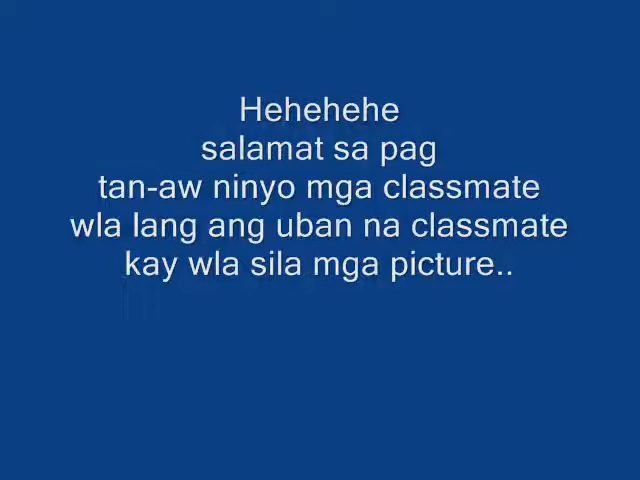 Hehehehe
salamat sa pag
tan-aw ninyo mga classmate
wla lang ang uban na classmate
kay wla sila mga picture..